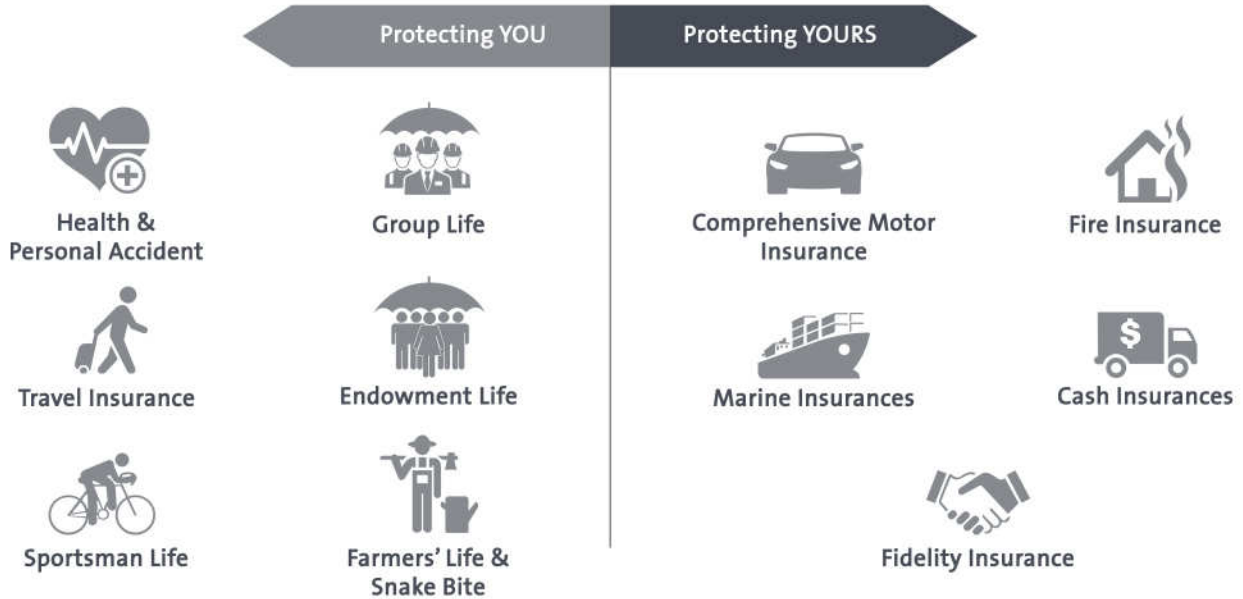 Protecting YOU
Protecting YOURS
Health &
Personal Accident
Group Life
Comprehensive Motor
Insurance
Fire Insurance
Travel Insurance
Endowment Life
Marine Insurances
$
Cash Insurances
Sportsman Life
Farmers' Life &
Snake Bite
Fidelity Insurance